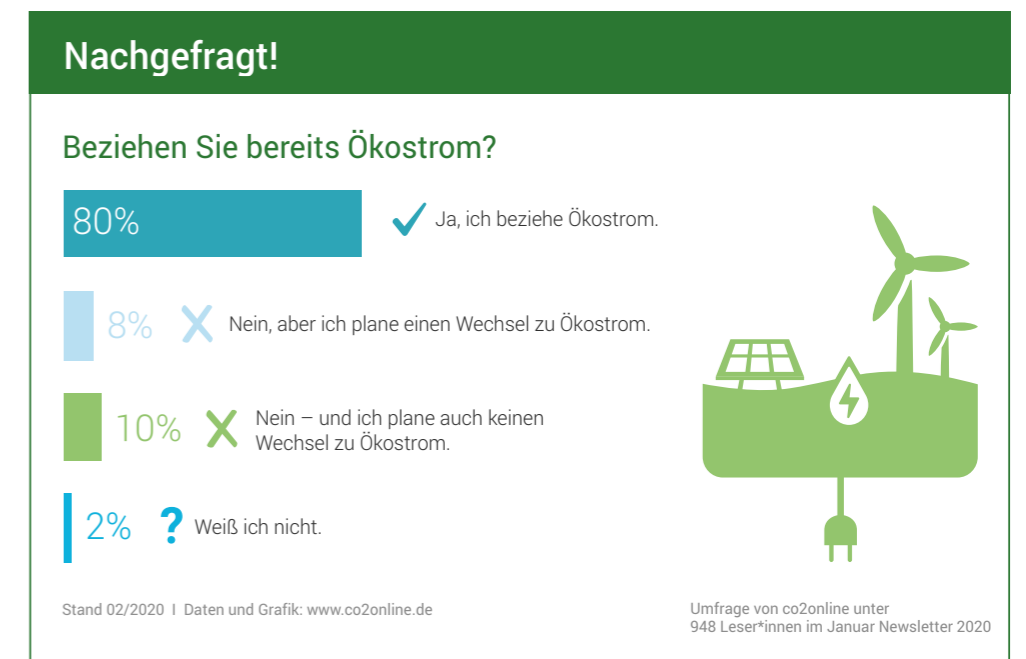 Nachgefragt!
Beziehen Sie bereits Ökostrom?
80%
Ja, ich beziehe Ökostrom.
8%
Nein, aber ich plane einen Wechsel zu Ökostrom.
10%
Nein – und ich plane auch keinen
Wechsel zu Ökostrom.
2%
?
Weiß ich nicht.
Stand 02/2020 I Daten und Grafik: www.co2online.de
Umfrage von co2online unter
948 Leser*innen im Januar Newsletter 2020